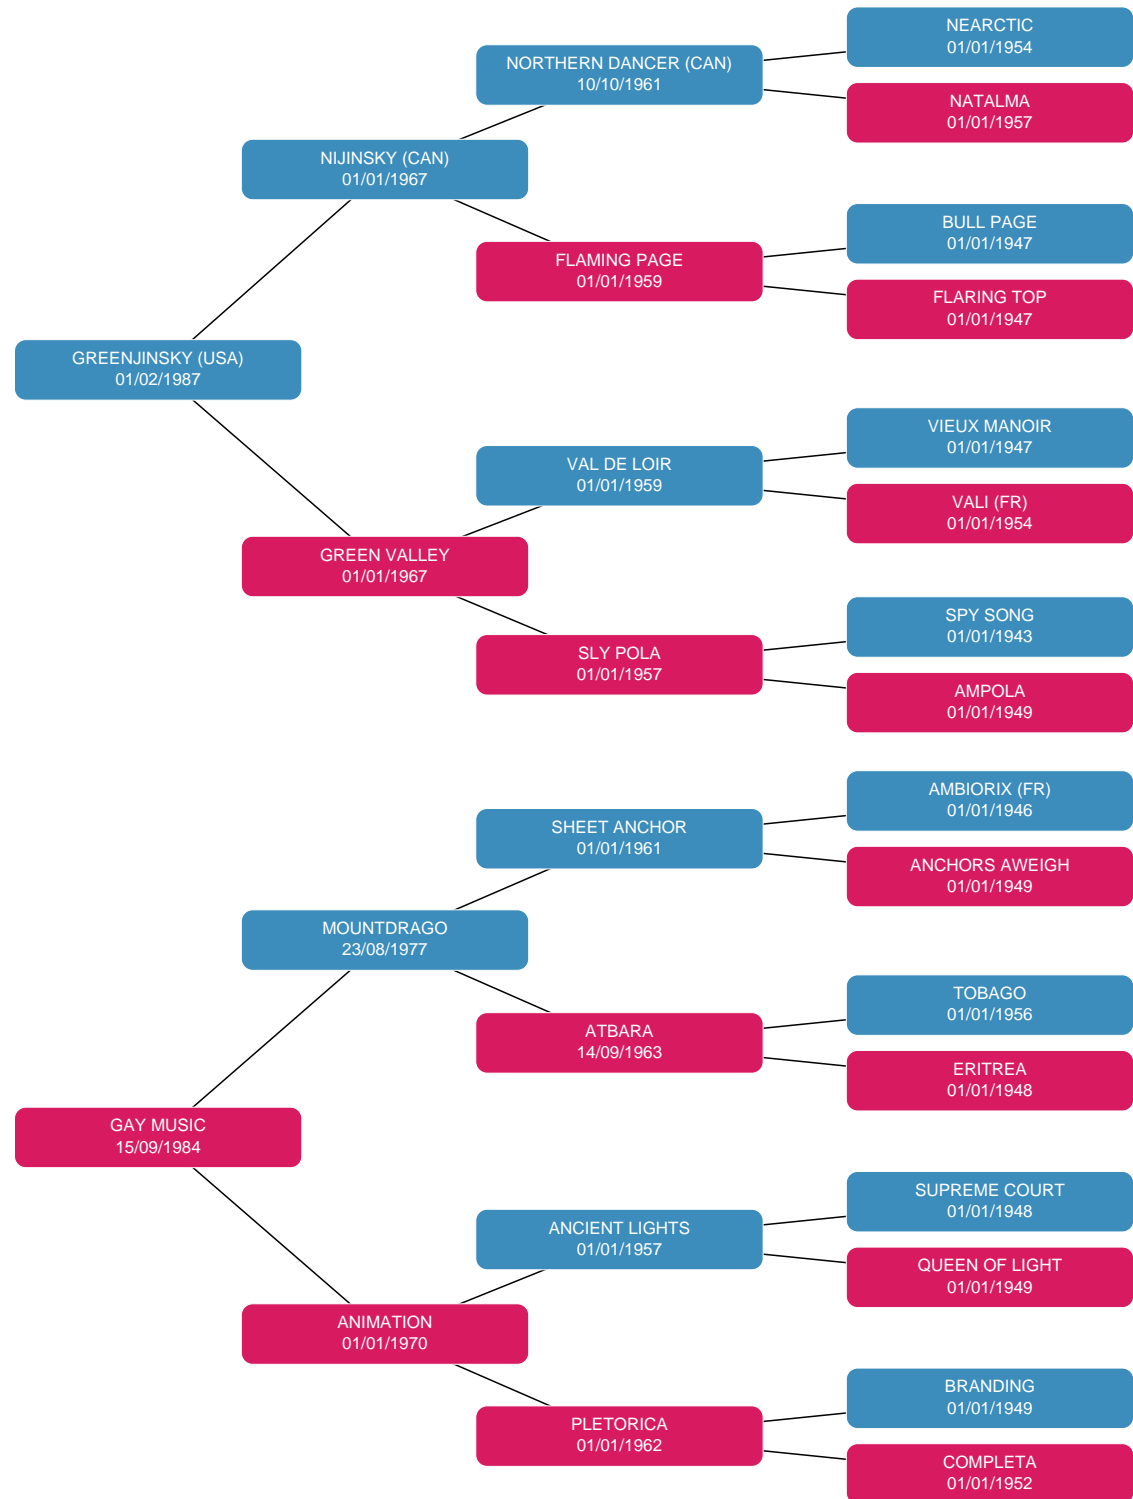 NEARCTIC
01/01/1954
NORTHERN DANCER (CAN)
10/10/1961
NATALMA
01/01/1957
NIJINSKY (CAN)
01/01/1967
BULL PAGE
01/01/1947
FLAMING PAGE
01/01/1959
FLARING TOP
01/01/1947
GREENJINSKY (USA)
01/02/1987
VIEUX MANOIR
01/01/1947
VAL DE LOIR
01/01/1959
VALI (FR)
01/01/1954
GREEN VALLEY
01/01/1967
SPY SONG
01/01/1943
SLY POLA
01/01/1957
AMPOLA
01/01/1949
AMBIORIX (FR)
01/01/1946
SHEET ANCHOR
01/01/1961
ANCHORS AWEIGH
01/01/1949
MOUNTDRAGO
23/08/1977
TOBAGO
01/01/1956
ATBARA
14/09/1963
ERITREA
01/01/1948
GAY MUSIC
15/09/1984
SUPREME COURT
01/01/1948
ANCIENT LIGHTS
01/01/1957
QUEEN OF LIGHT
01/01/1949
ANIMATION
01/01/1970
BRANDING
01/01/1949
PLETORICA
01/01/1962
COMPLETA
01/01/1952